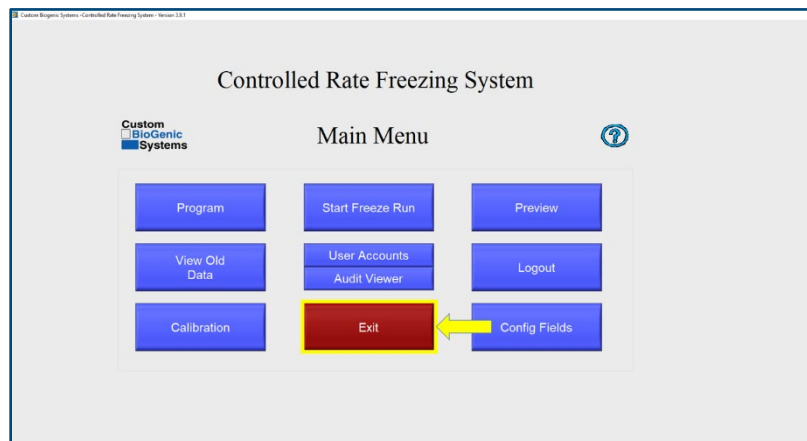 Custom Biogenic Systems -Controlled Rate Freezing System - Version 3.9.1
Controlled Rate Freezing System
Custom
BioGenic
Systems
Main Menu
?
Program
Start Freeze Run
Preview
View Old
Data
User Accounts
Audit Viewer
Logout
Calibration
Exit
Config Fields